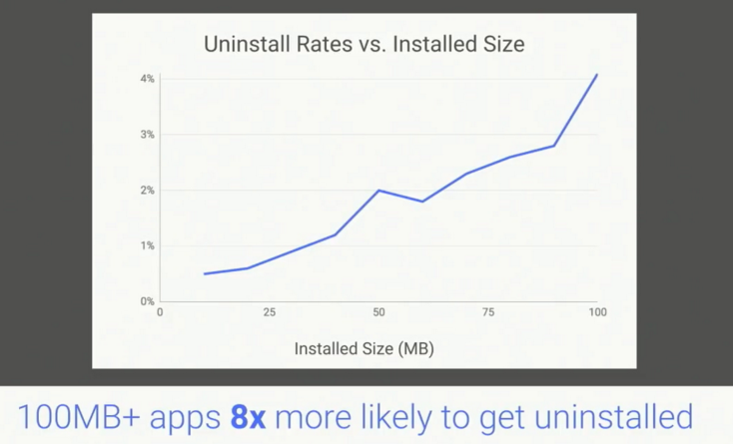 Uninstall Rates vs. Installed Size
4%
3%
2%
1%
0%
0 25 50 75 100
Installed Size (MB)
100MB+ apps 8x more likely to get uninstalled